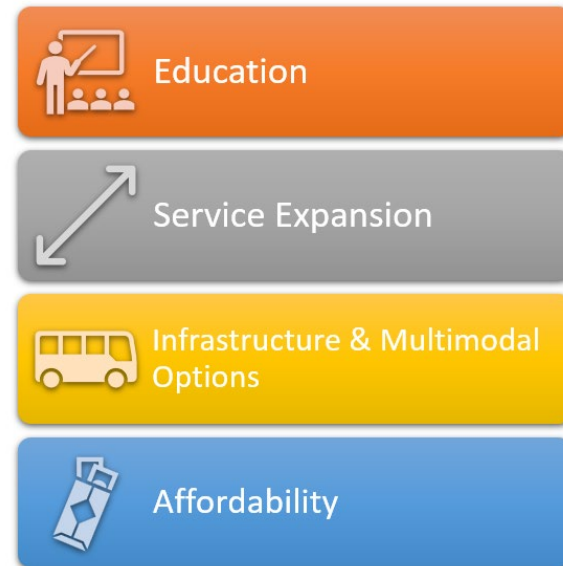 Education
Service Expansion
Infrastructure & Multimodal
Options
Affordability